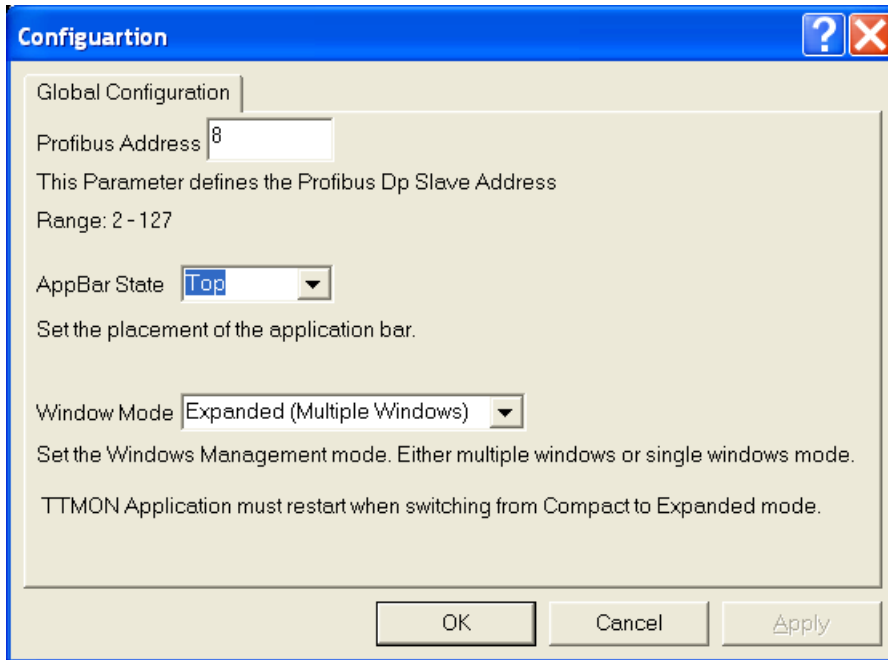 Configuartion
Global Configuration
Profibus Address 8
This Parameter defines the Profibus Dp Slave Address
Range: 2 - 127
AppBar State Top
Set the placement of the application bar.
Window Mode Expanded (Multiple Windows)
Set the Windows Management mode. Either multiple windows or single windows mode.
TTMON Application must restart when switching from Compact to Expanded mode.
OK Cancel Apply